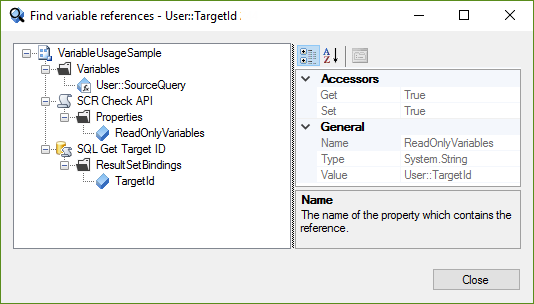 Find variable references - User::TargetId
VariableUsageSample
Variables
User::SourceQuery
SCR Check API
Properties
ReadOnlyVariables
SQL Get Target ID
ResultSetBindings
TargetId
Accessors
Get True
Set True
General
Name ReadOnlyVariables
Type System.String
Value User::TargetId
Name
The name of the property which contains the
reference.
Close